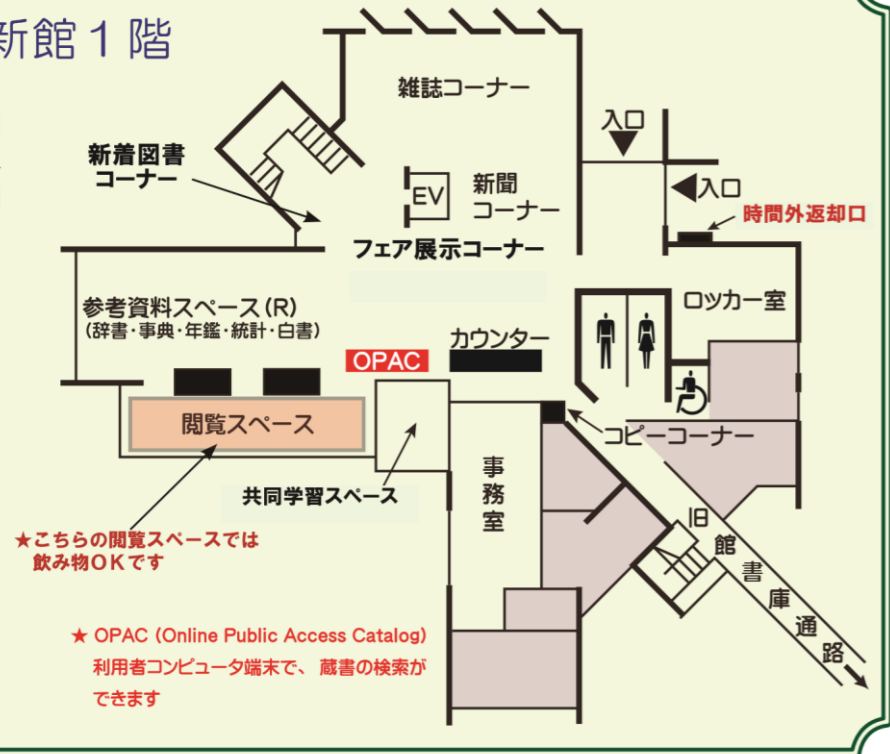 新館1階
雑誌コーナー
入口
新着図書
コーナー
EV
新聞
コーナー
入口
時間外返却口
フェア展示コーナー
参考資料スペース(R)
(辞書・事典・年鑑・統計・白書)
ロッカー室
OPAC
カウンター
閲覧スペース
コピーコーナー
共同学習スペース
事務室
旧館書庫通路
★こちらの閲覧スペースでは
飲み物OKです
★ OPAC (Online Public Access Catalog)
利用者コンピュータ端末で、蔵書の検索が
できます